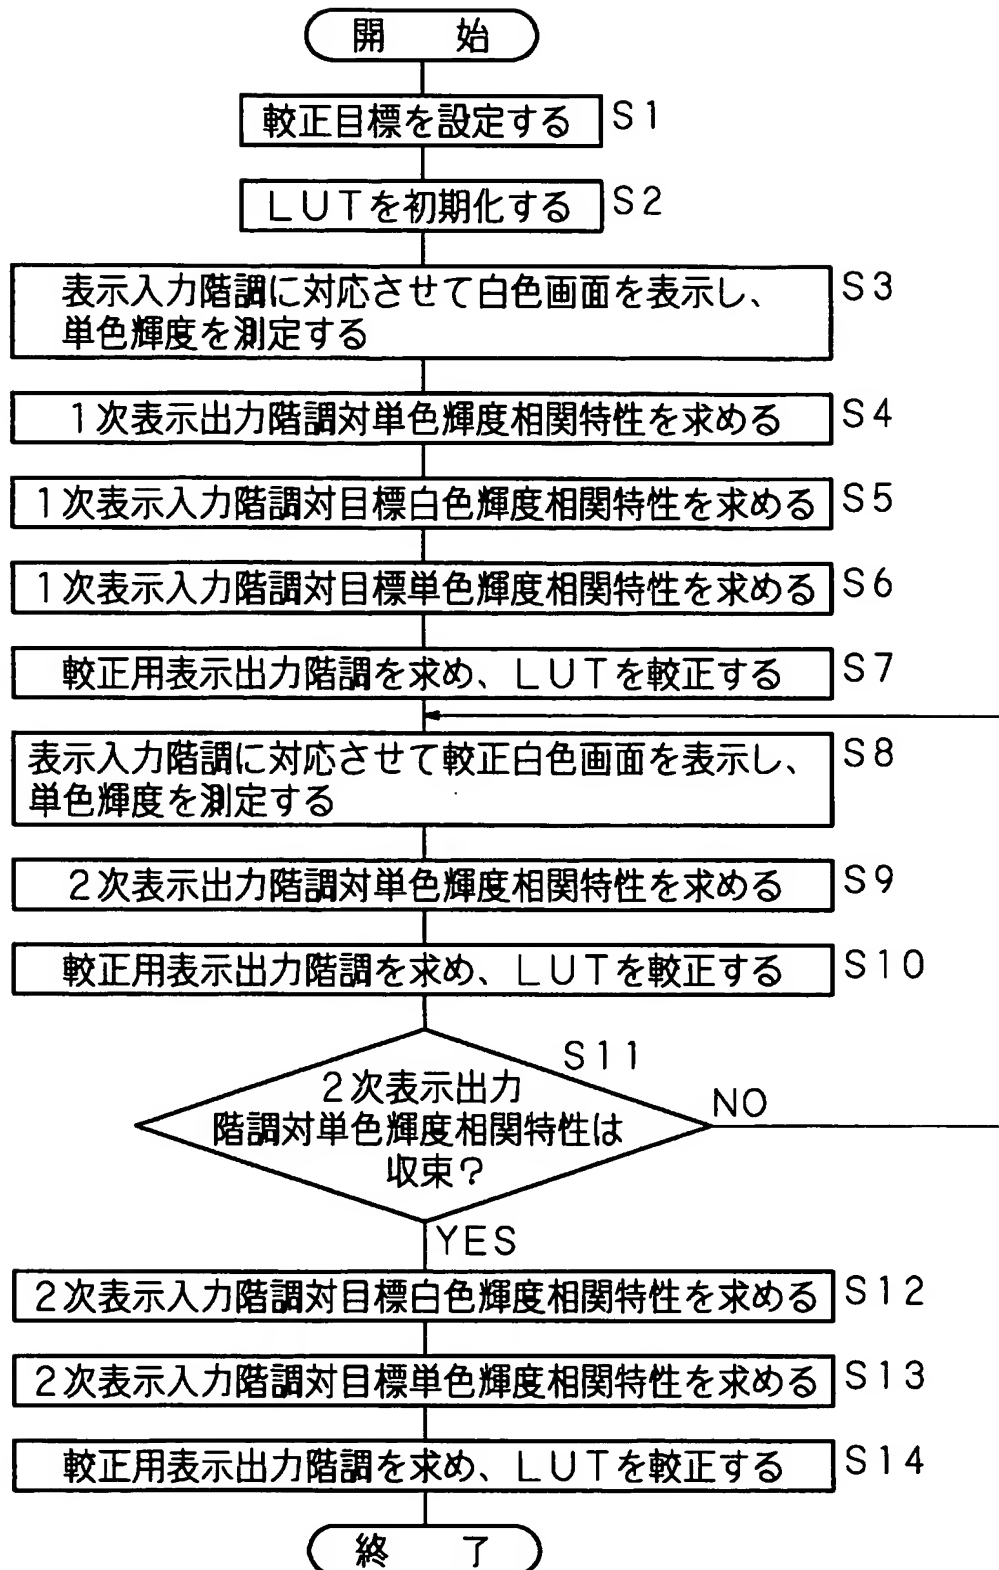 開　始
較正目標を設定する S1
LUTを初期化する S2
表示入力階調に対応させて白色画面を表示し、 S3
単色輝度を測定する
1次表示出力階調対単色輝度相関特性を求める S4
1次表示入力階調対目標白色輝度相関特性を求める S5
1次表示入力階調対目標単色輝度相関特性を求める S6
較正用表示出力階調を求め、LUTを較正する S7
表示入力階調に対応させて較正白色画面を表示し、 S8
単色輝度を測定する
2次表示出力階調対単色輝度相関特性を求める S9
較正用表示出力階調を求め、LUTを較正する S10
S11
2次表示出力
階調対単色輝度相関特性は
収束?
NO
YES
2次表示入力階調対目標白色輝度相関特性を求める S12
2次表示入力階調対目標単色輝度相関特性を求める S13
較正用表示出力階調を求め、LUTを較正する S14
終　了